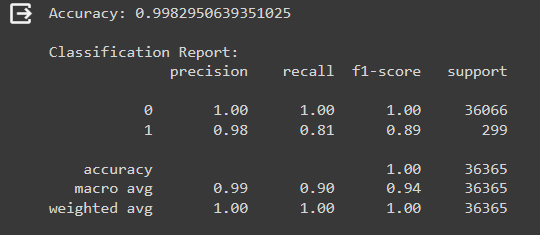 Accuracy: 0.9982950639351025
Classification Report:
precision recall f1-score support
0 1.00 1.00 1.00 36066
1 0.98 0.81 0.89 299
accuracy 1.00 36365
macro avg 0.99 0.90 0.94 36365
weighted avg 1.00 1.00 1.00 36365